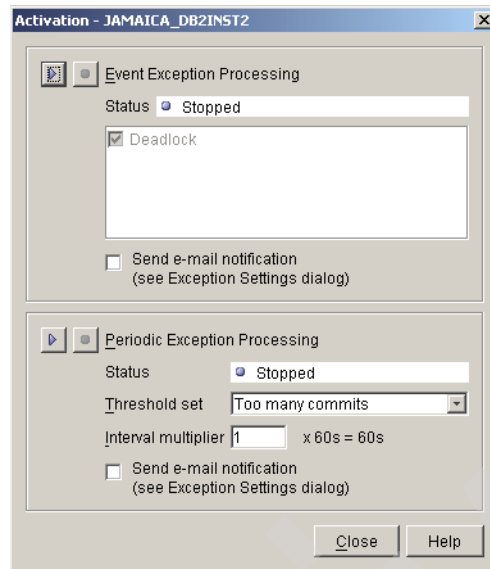 Activation - JAMAICA_DB2INST2
Event Exception Processing
Status Stopped
Deadlock
Send e-mail notification
(see Exception Settings dialog)
Periodic Exception Processing
Status Stopped
Threshold set Too many commits
Interval multiplier 1 x 60s = 60s
Send e-mail notification
(see Exception Settings dialog)
Close Help